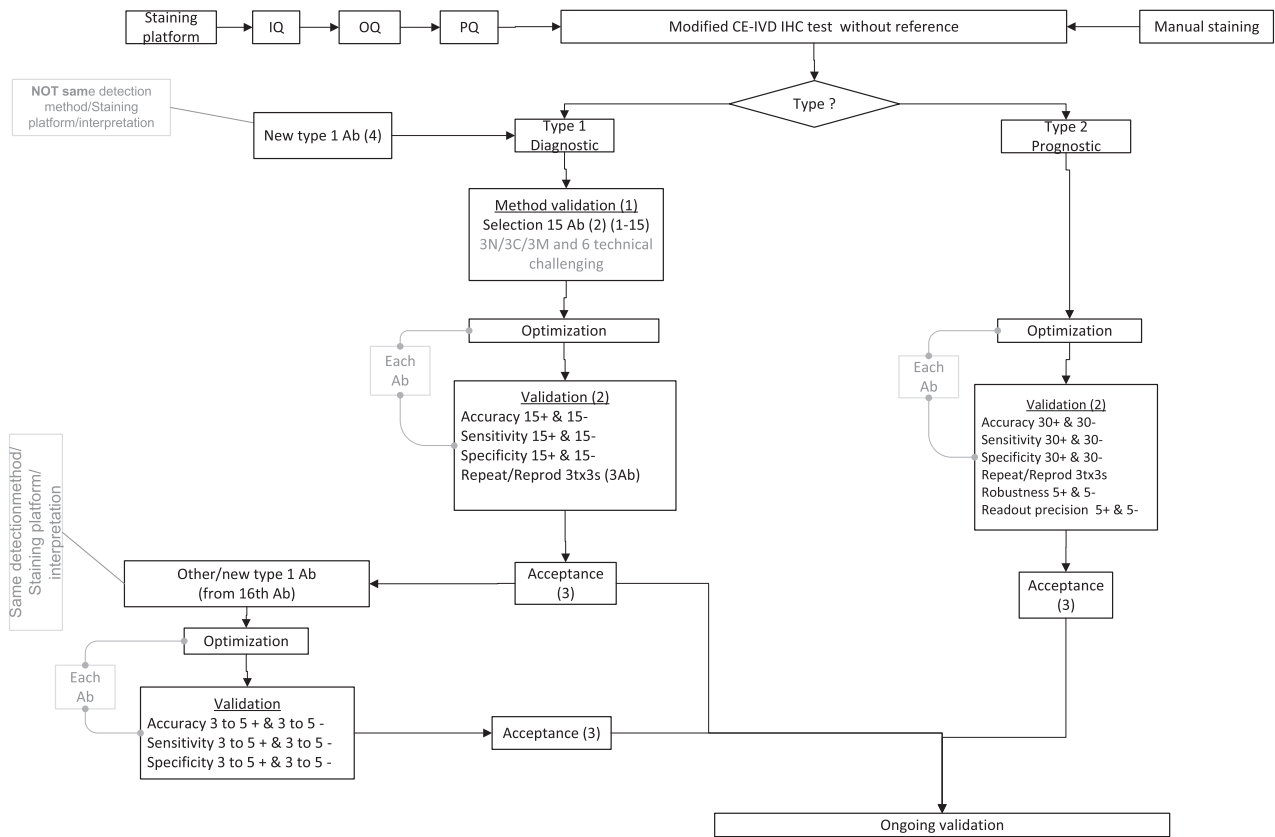 Staining
platform
IQ
OQ
PQ
Modified CE-IVD IHC test without reference
Manual staining
NOT same detection
method/Staining
platform/interpretation
Type ?
New type 1 Ab (4)
Type 1
Diagnostic
Type 2
Prognostic
Method validation (1)
Selection 15 Ab (2) (1-15)
3N/3C/3M and 6 technical
challenging
Optimization
Optimization
Each
Ab
Each
Ab
Validation (2)
Accuracy 15+ & 15-
Sensitivity 15+ & 15-
Specificity 15+ & 15-
Repeat/Reprod 3tx3s (3Ab)
Validation (2)
Accuracy 30+ & 30-
Sensitivity 30+ & 30-
Specificity 30+ & 30-
Repeat/Reprod 3tx3s
Robustness 5+ & 5-
Readout precision 5+ & 5-
Same detectionmethod/
Staining platform/
interpretation
Other/new type 1 Ab
(from 16th Ab)
Acceptance
(3)
Acceptance
(3)
Optimization
Each
Ab
Validation
Accuracy 3 to 5 + & 3 to 5 -
Sensitivity 3 to 5 + & 3 to 5 -
Specificity 3 to 5 + & 3 to 5 -
Acceptance (3)
Ongoing validation